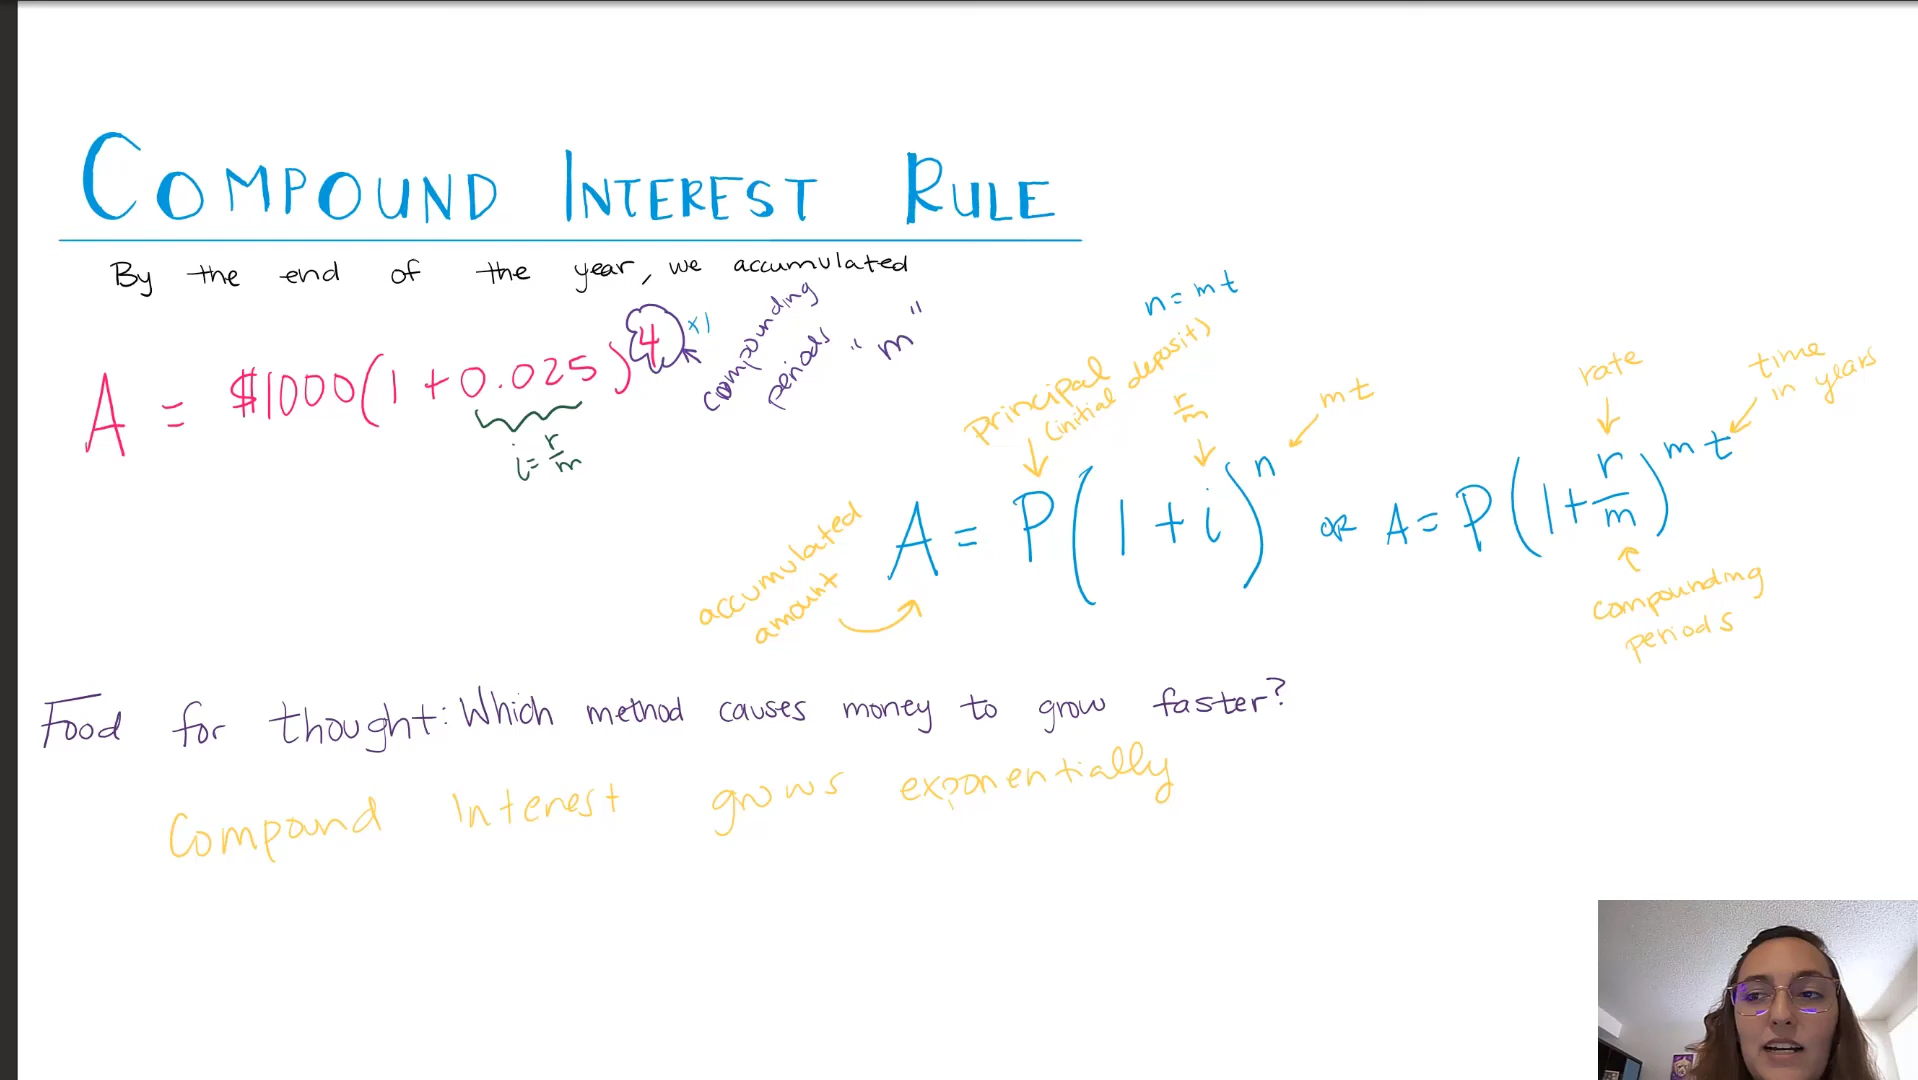 COMPOUND INTEREST RULE
By the end of the year, we accumulated
A = $1000(1 + 0.025)^4 x1
compounding
periods "m"
i = r/m
n = mt
principal
(initial deposit)
r/m
mt
rate
time
in years
accumulated
amount
A = P(1 + i)^n or A = P(1 + r/m)^mt
compounding
periods
Food for thought: Which method causes money to grow faster?
Compound Interest grows exponentially